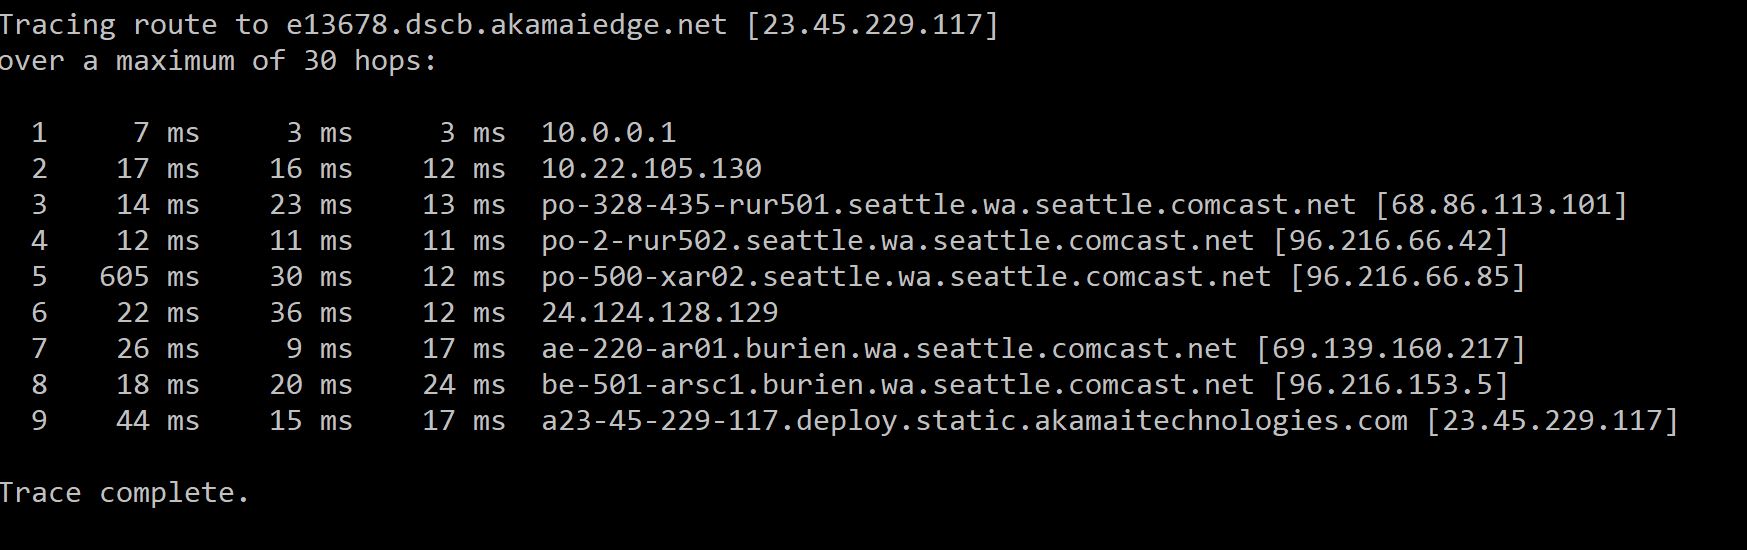 Tracing route to e13678.dscb.akamaiedge.net [23.45.229.117]
over a maximum of 30 hops:
1 7 ms 3 ms 3 ms 10.0.0.1
2 17 ms 16 ms 12 ms 10.22.105.130
3 14 ms 23 ms 13 ms po-328-435-rur501.seattle.wa.seattle.comcast.net [68.86.113.101]
4 12 ms 11 ms 11 ms po-2-rur502.seattle.wa.seattle.comcast.net [96.216.66.42]
5 605 ms 30 ms 12 ms po-500-xar02.seattle.wa.seattle.comcast.net [96.216.66.85]
6 22 ms 36 ms 12 ms 24.124.128.129
7 26 ms 9 ms 17 ms ae-220-ar01.burien.wa.seattle.comcast.net [69.139.160.217]
8 18 ms 20 ms 24 ms be-501-arsc1.burien.wa.seattle.comcast.net [96.216.153.5]
9 44 ms 15 ms 17 ms a23-45-229-117.deploy.static.akamaitechnologies.com [23.45.229.117]
Trace complete.